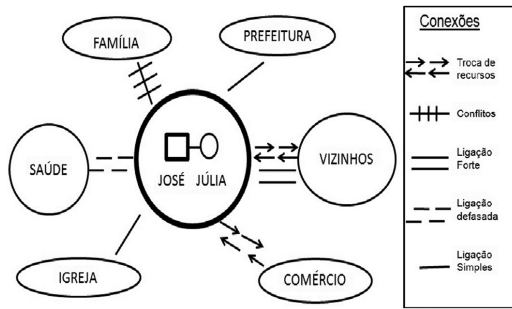 FAMÍLIA
PREFEITURA
SAÚDE
JOSÉ JÚLIA
VIZINHOS
IGREJA
COMÉRCIO
Conexões
Troca de
recursos
Conflitos
Ligação
Forte
Ligação
defasada
Ligação
Simples